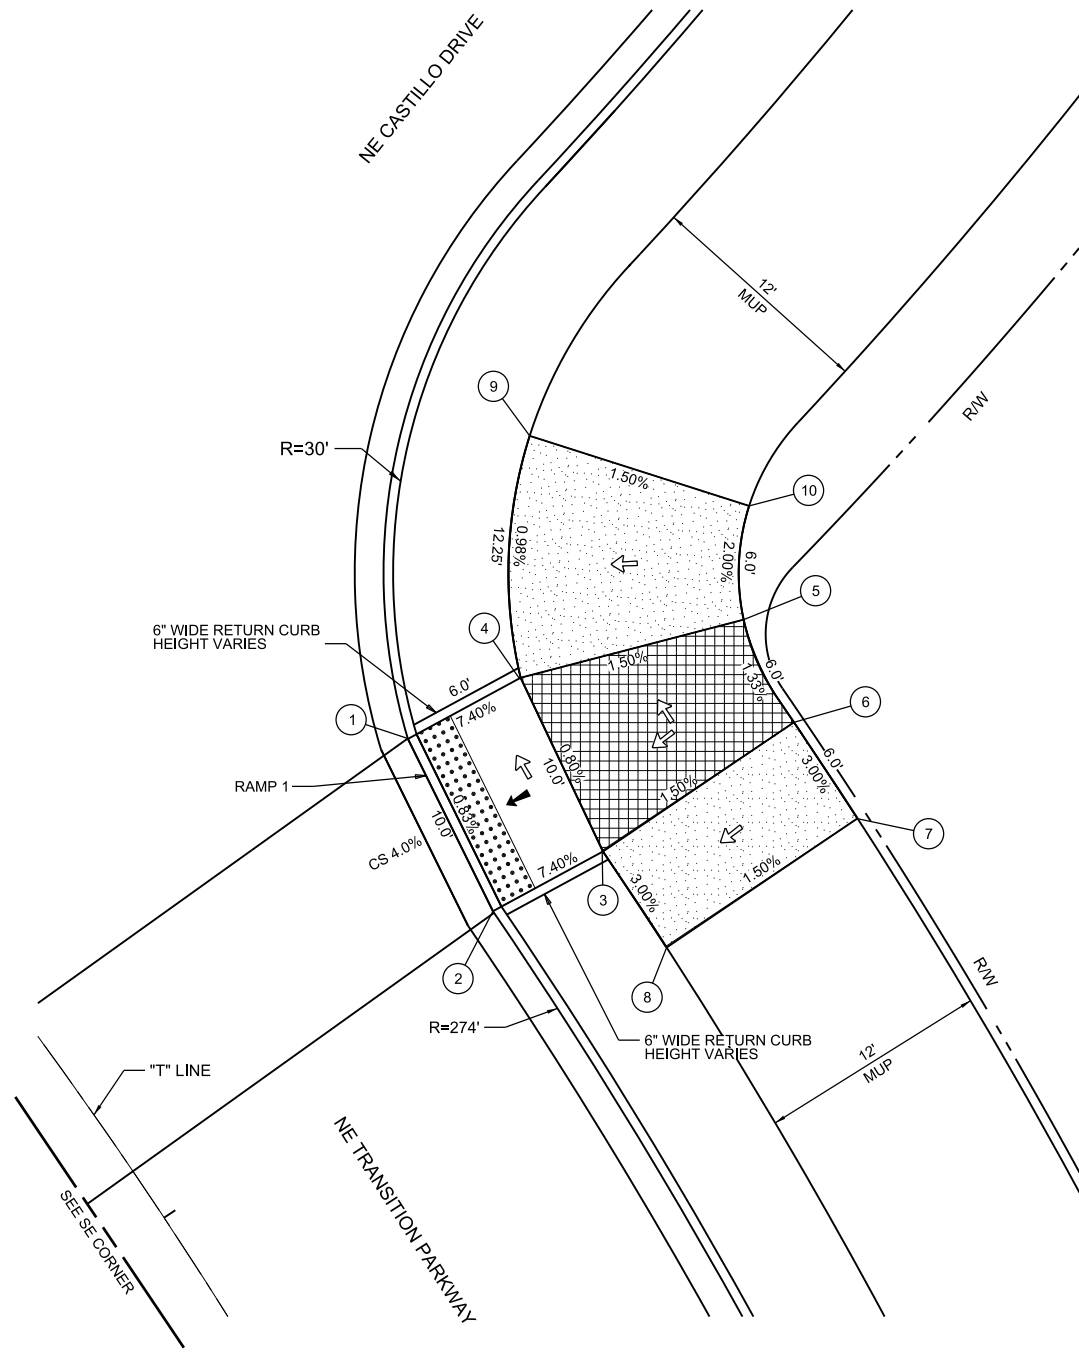 NE CASTILLO DRIVE
12'
MUP
R/W
9
1.50%
10
R=30'
12.25'
0.98%
2.00%
6.0'
5
4
1.50%
1.33%
6.0'
6" WIDE RETURN CURB
HEIGHT VARIES
6.0'
7.40%
1
6
RAMP 1
0.80%
10.0'
1.50%
3.00%
6.0'
0.83%
10.0'
CS 4.0%
7
7.40%
3.00%
1.50%
3
2
8
R/W
R=274'
6" WIDE RETURN CURB
HEIGHT VARIES
12'
MUP
"T" LINE
NE TRANSITION PARKWAY
SEE SE CORNER